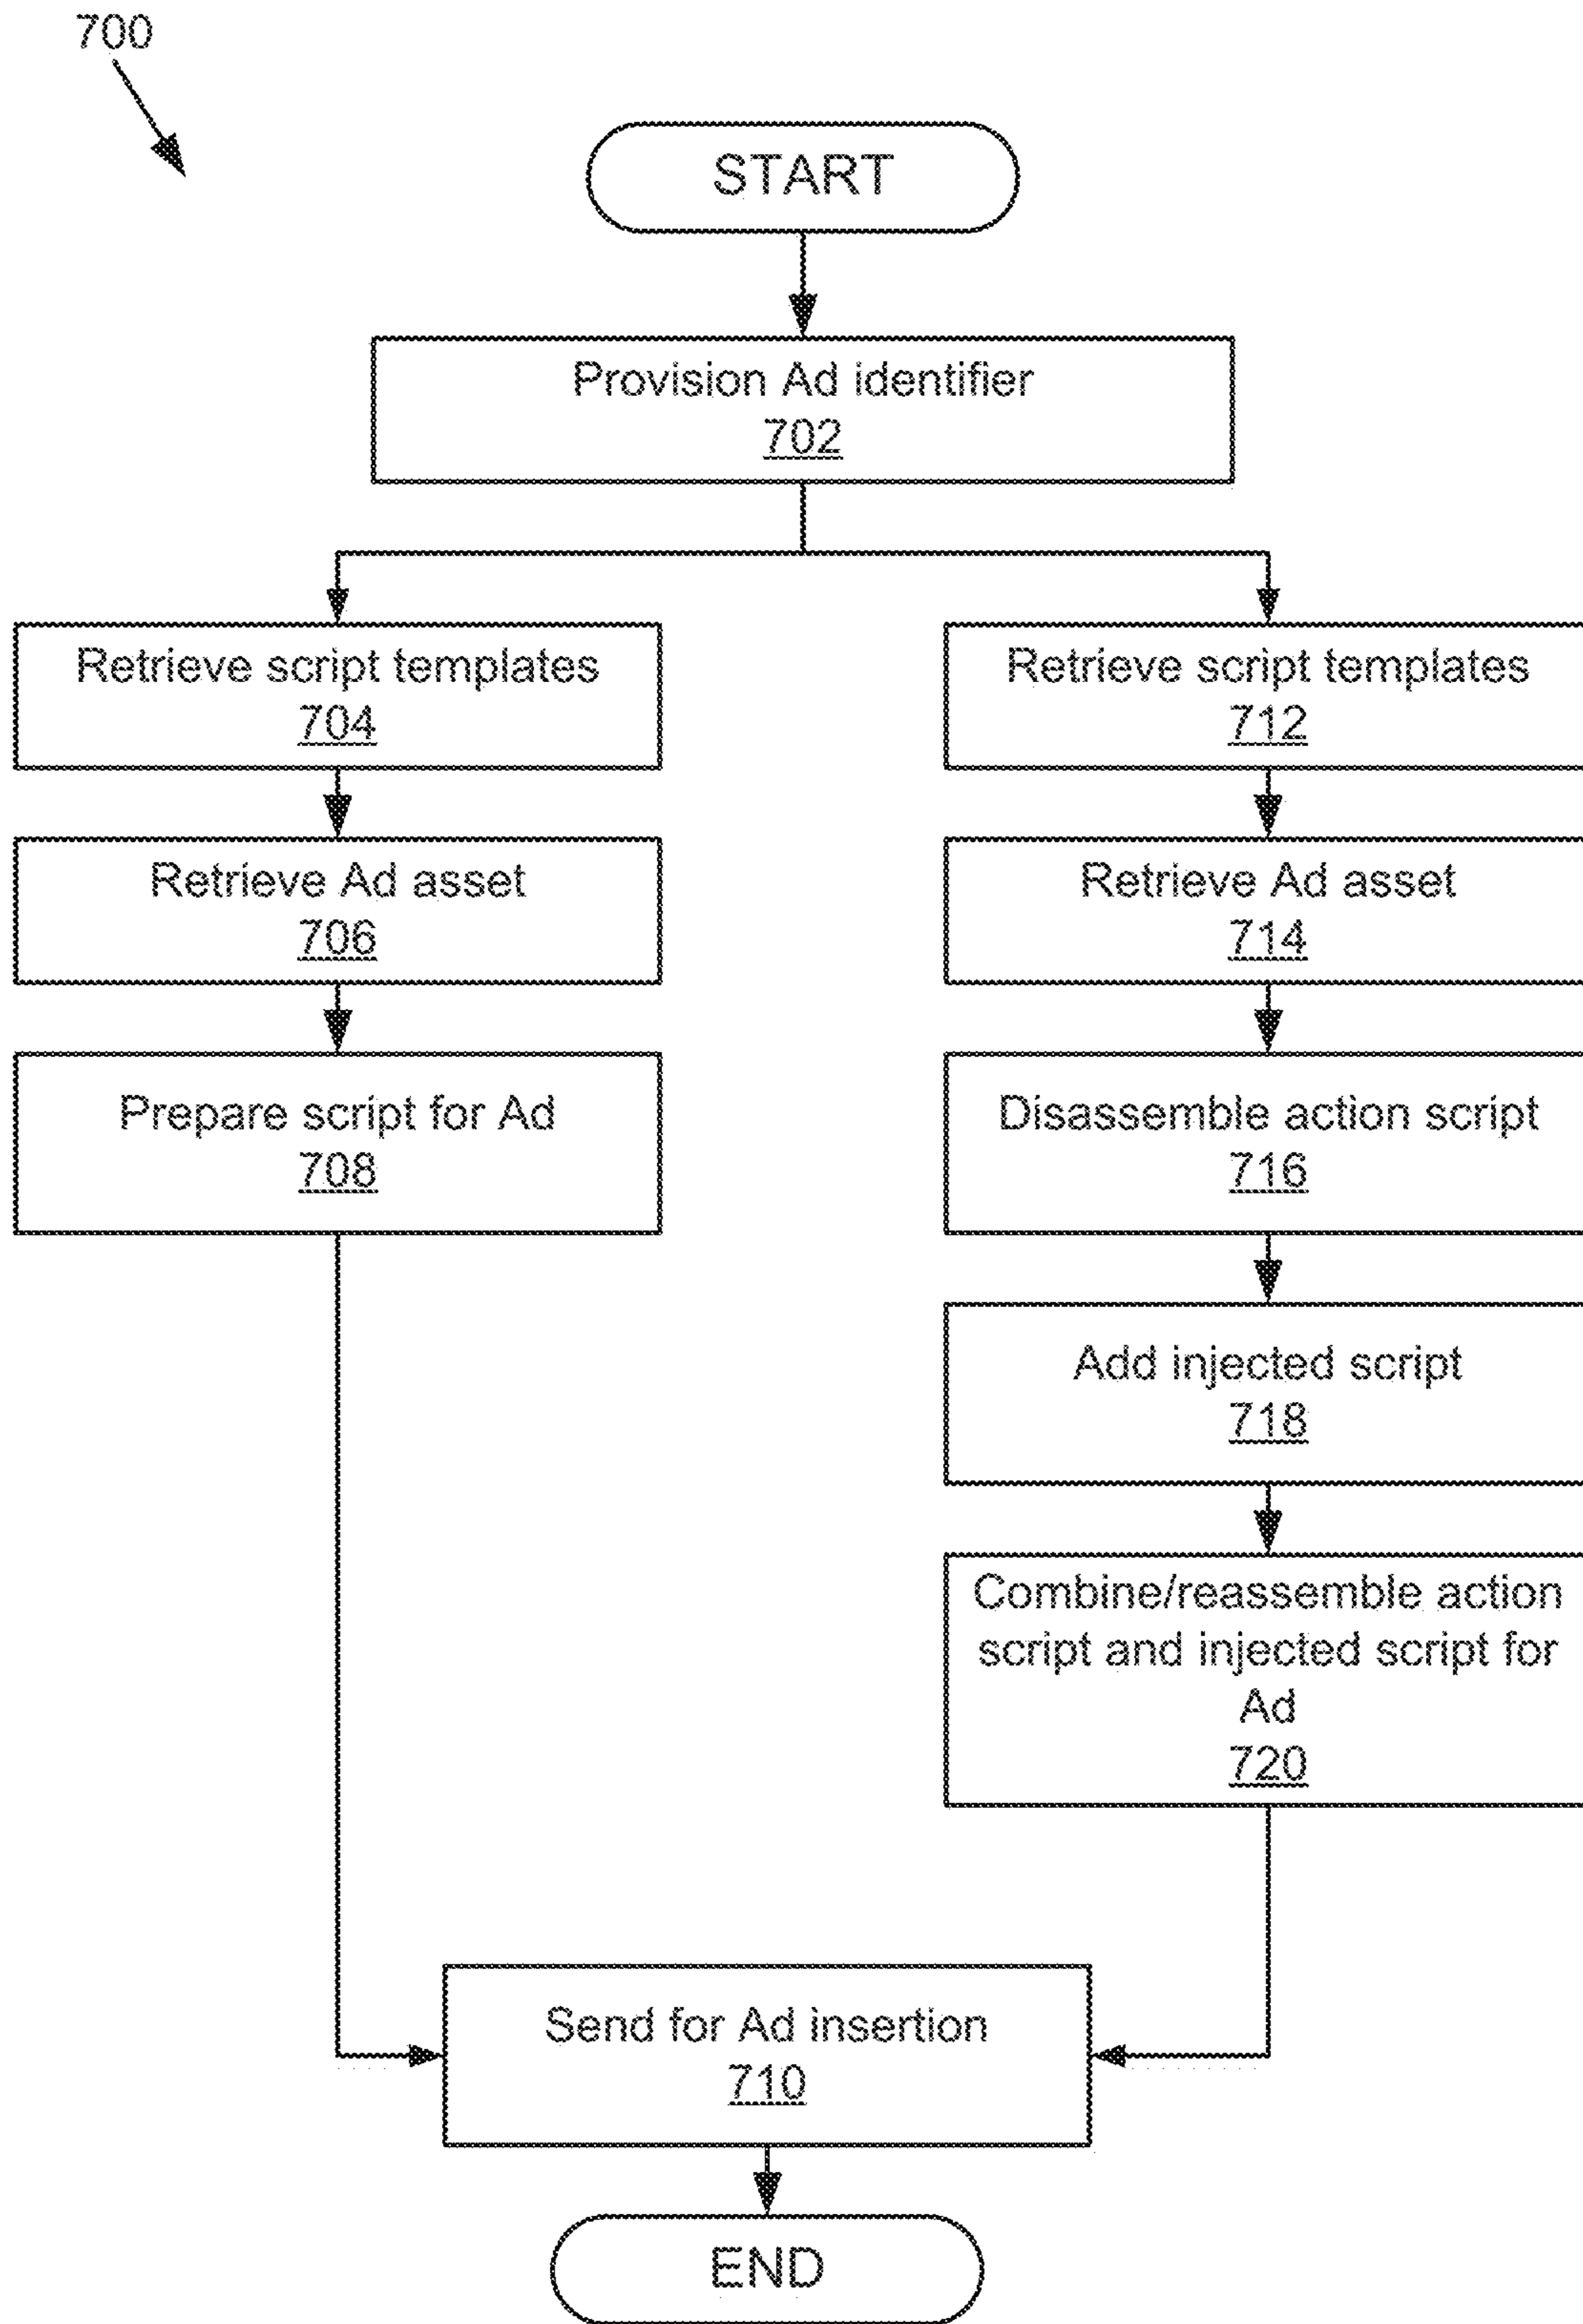 700
START
Provision Ad identifier
702
Retrieve script templates
704
Retrieve Ad asset
706
Prepare script for Ad
708
Retrieve script templates
712
Retrieve Ad asset
714
Disassemble action script
716
Add injected script
718
Combine/reassemble action
script and injected script for
Ad
720
Send for Ad insertion
710
END